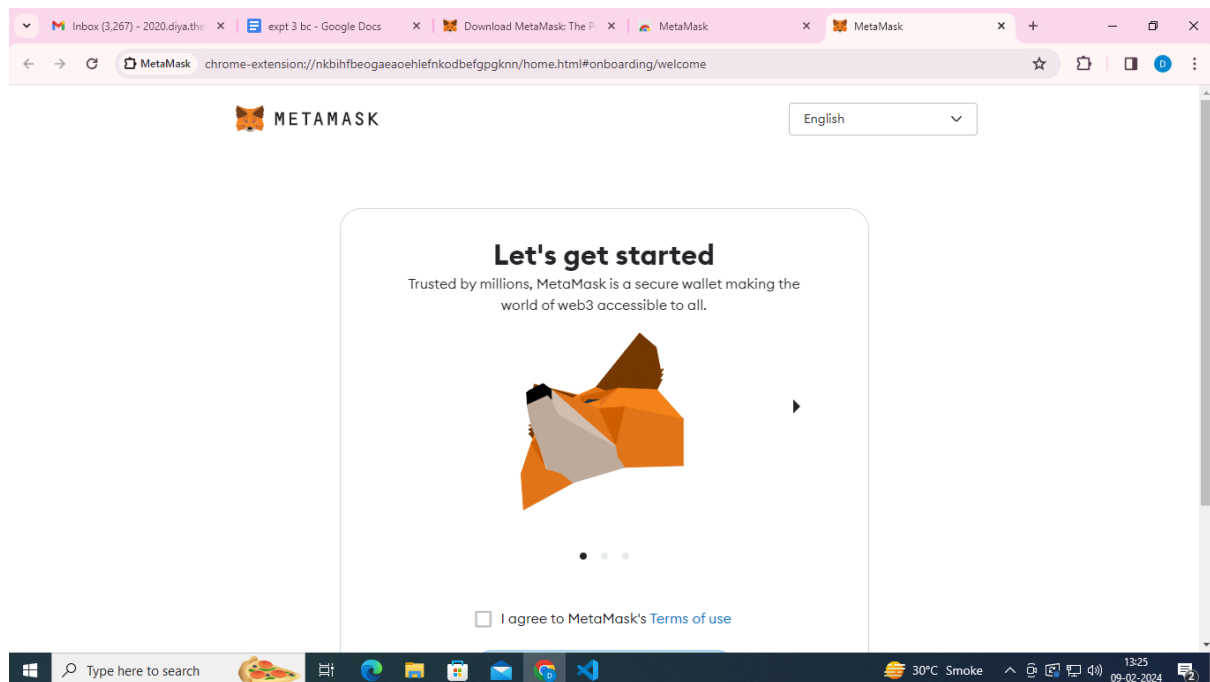 Inbox (3,267) - 2020.diya.the
expt 3 bc - Google Docs
Download MetaMask: The P
MetaMask
MetaMask
MetaMask
chrome-extension://nkbihfbeogaeaoehlefnkodbefgpgknn/home.html#onboarding/welcome
D
METAMASK
English
Let's get started
Trusted by millions, MetaMask is a secure wallet making the
world of web3 accessible to all.
I agree to MetaMask's Terms of use
Type here to search
30°C Smoke
13:25
09-02-2024
2